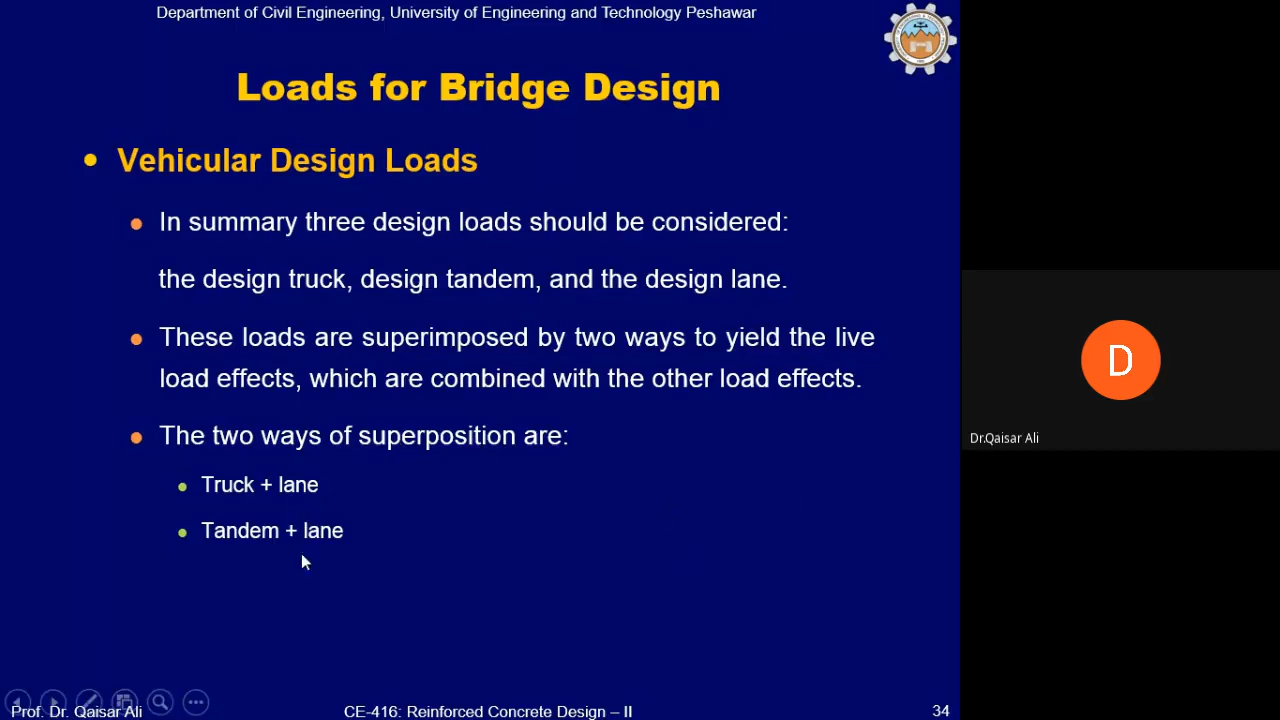 Department of Civil Engineering, University of Engineering and Technology Peshawar
Loads for Bridge Design
Vehicular Design Loads
In summary three design loads should be considered:
the design truck, design tandem, and the design lane.
These loads are superimposed by two ways to yield the live
load effects, which are combined with the other load effects.
The two ways of superposition are:
Truck + lane
Tandem + lane
Prof. Dr. Qaisar Ali
CE-416: Reinforced Concrete Design – II
34
D
Dr.Qaisar Ali